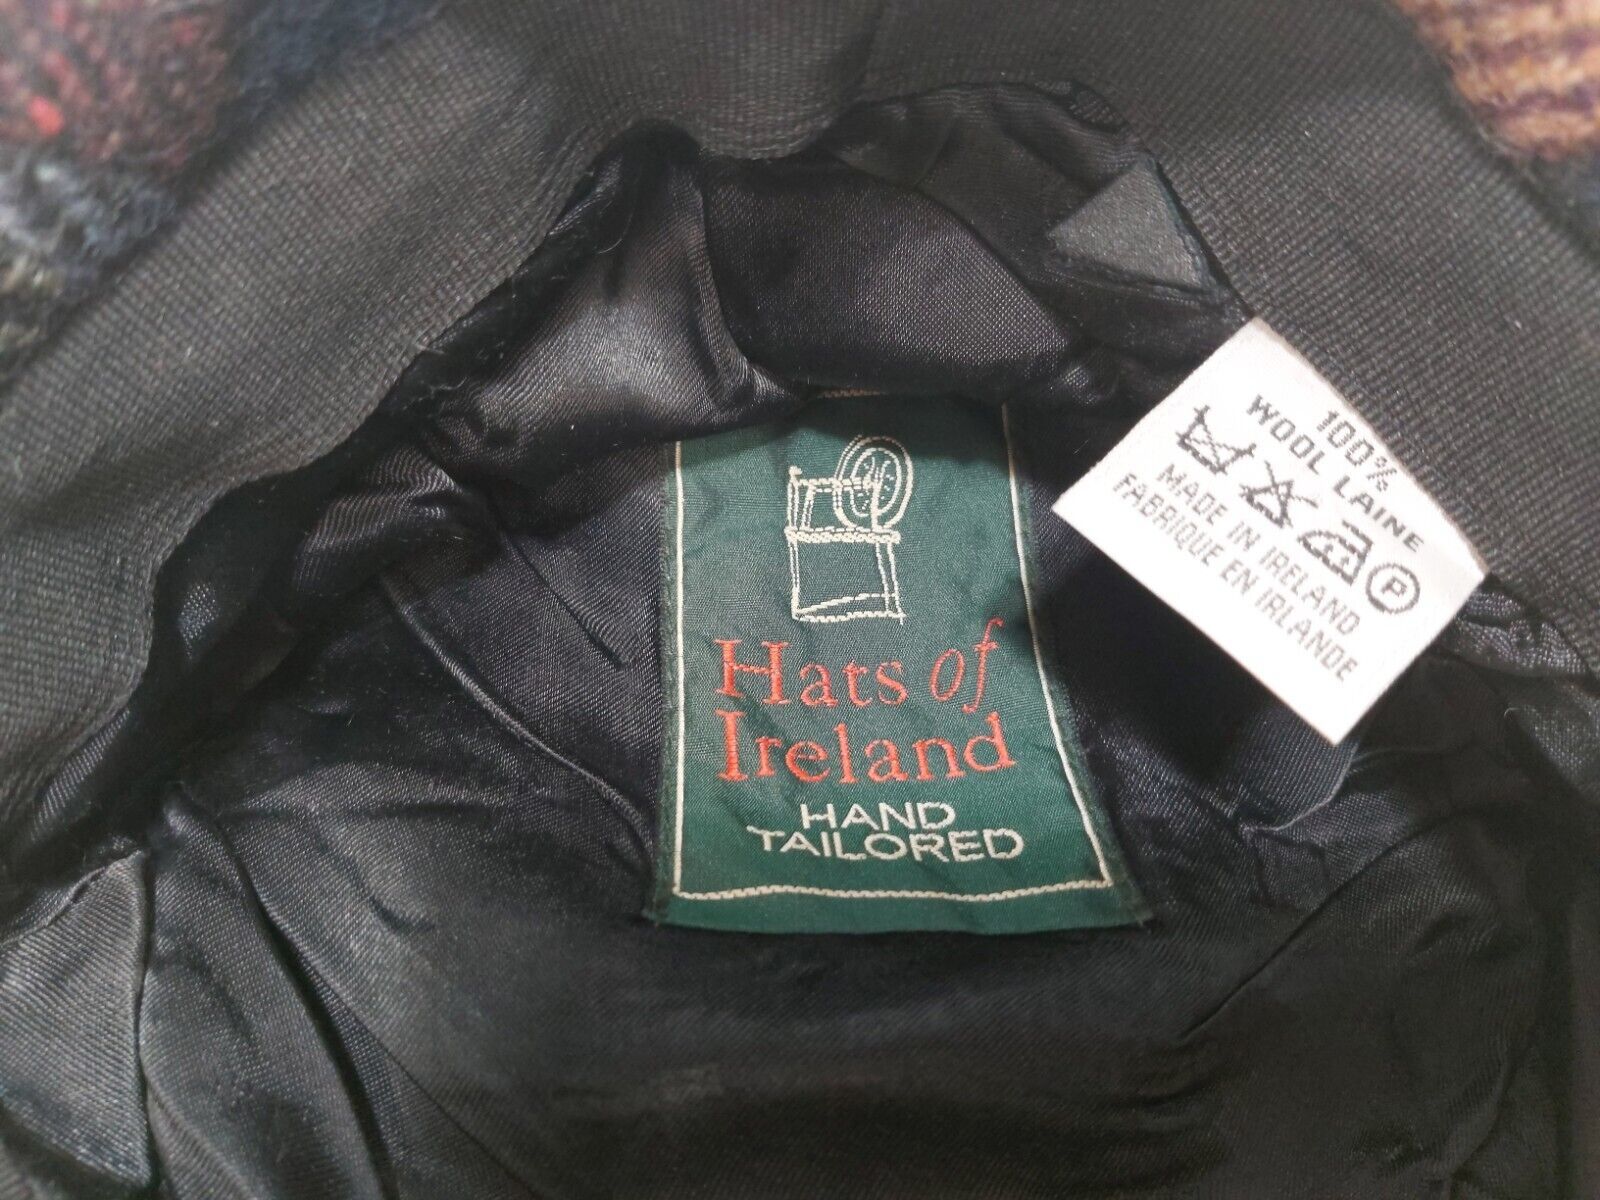 Hats of
Ireland
HAND
TAILORED
100%
WOOL LAINE
P
MADE IN IRELAND
FABRIQUE EN IRLANDE